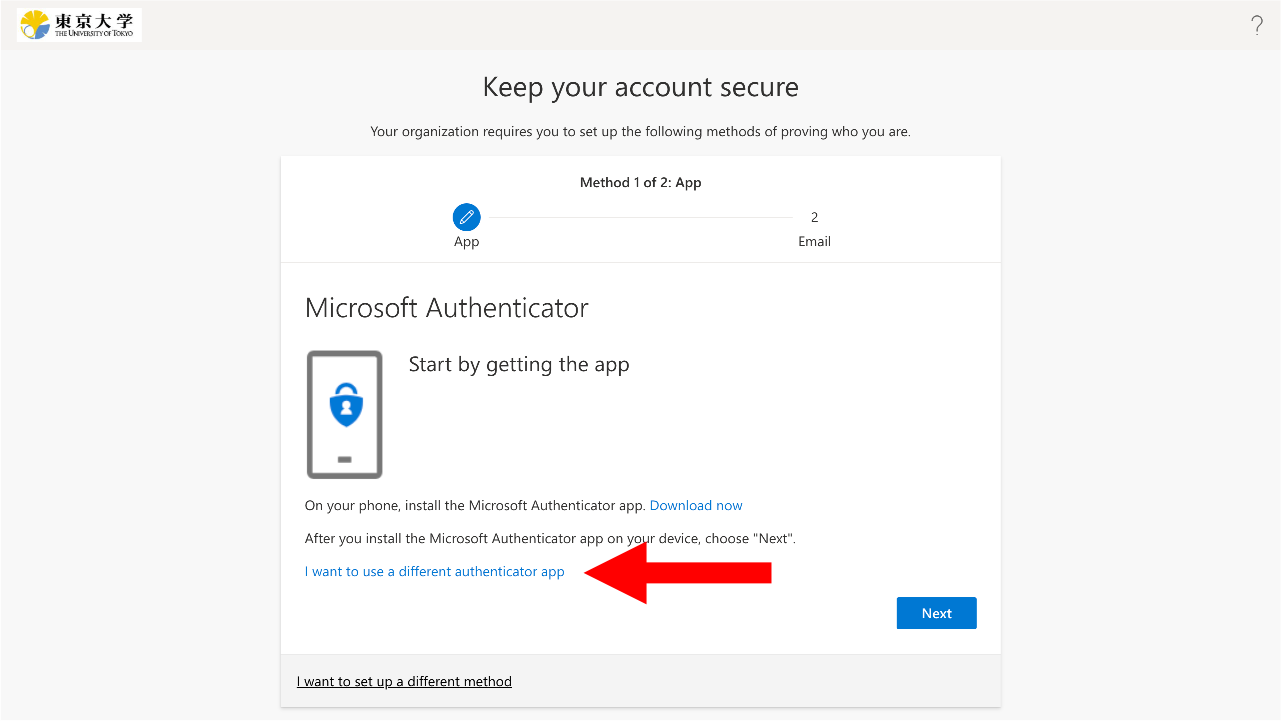 東京大学
THE UNIVERSITY OF TOKYO
?
Keep your account secure
Your organization requires you to set up the following methods of proving who you are.
Method 1 of 2: App
2
App
Email
Microsoft Authenticator
Start by getting the app
On your phone, install the Microsoft Authenticator app. Download now
After you install the Microsoft Authenticator app on your device, choose "Next".
I want to use a different authenticator app
Next
I want to set up a different method